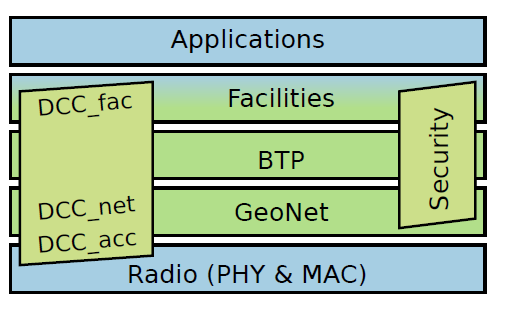 Applications
DCC_fac
Facilities
BTP
Security
DCC_net
GeoNet
DCC_acc
Radio (PHY & MAC)